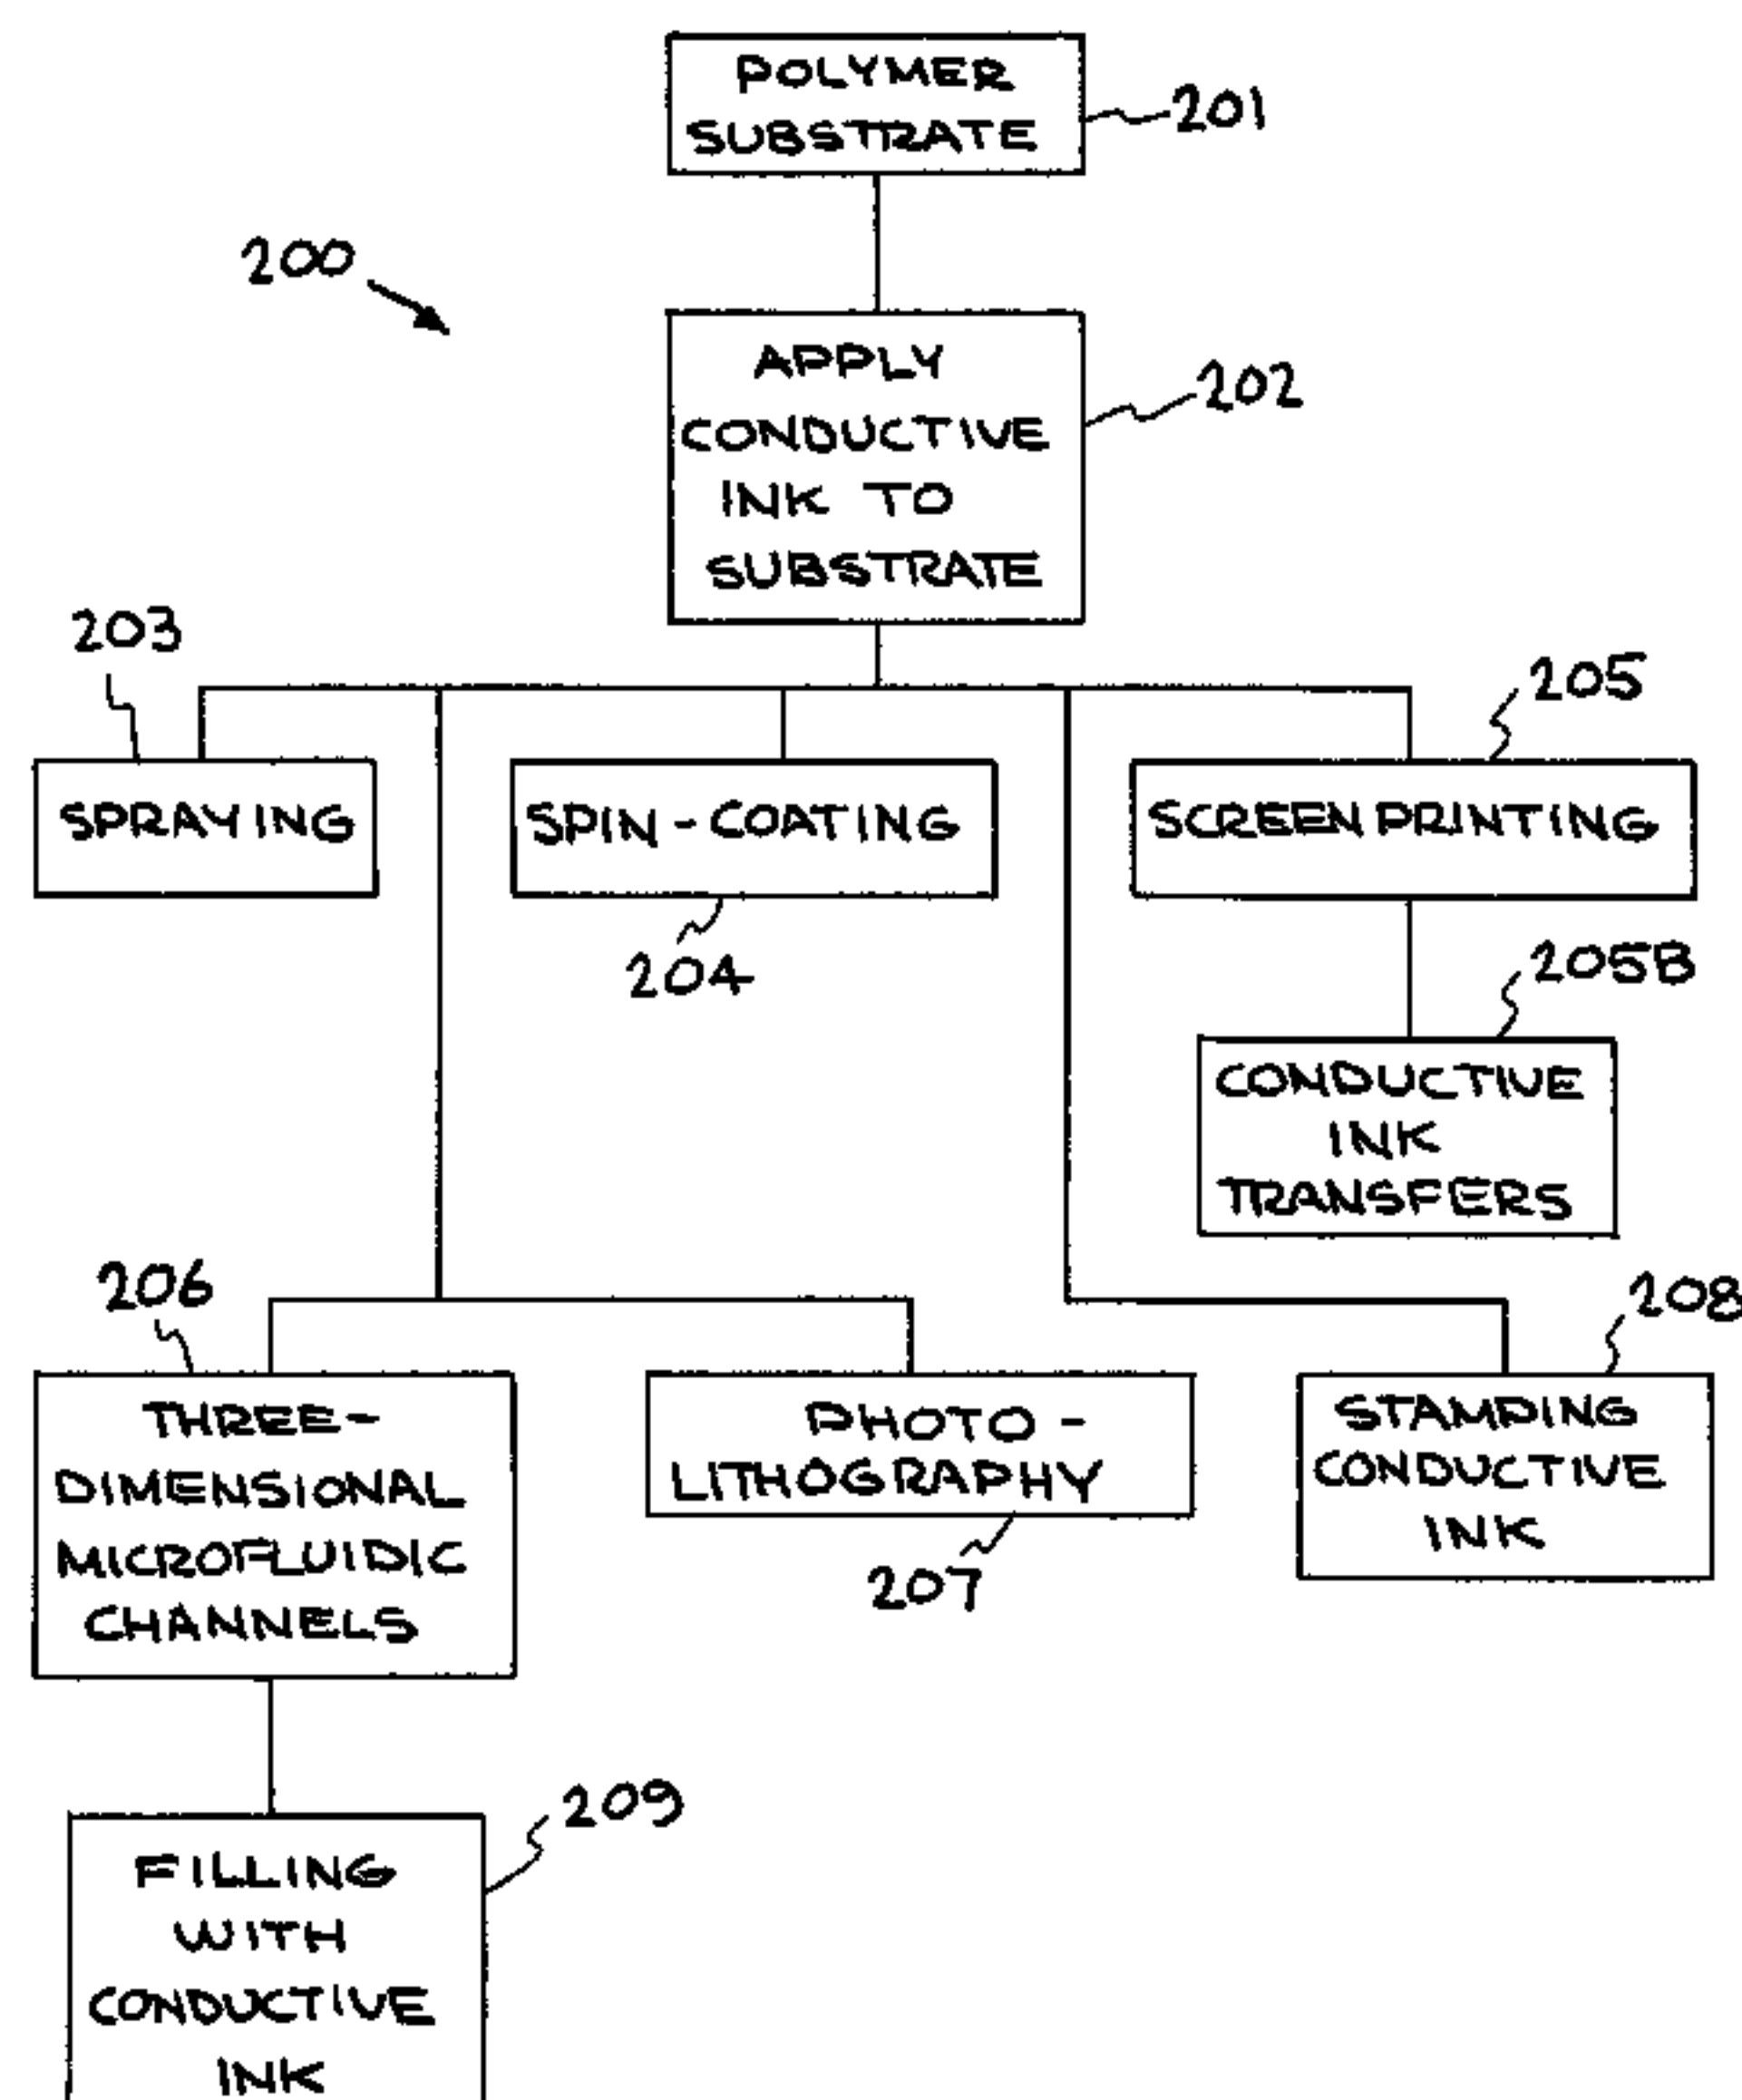 POLYMER
SUBSTRATE
201
200
APPLY
CONDUCTIVE
INK TO
SUBSTRATE
202
203
205
SPRAYING
SPIN-COATING
SCREEN PRINTING
204
205B
CONDUCTIVE
INK
TRANSFERS
206
208
THREE-
DIMENSIONAL
MICROFLUIDIC
CHANNELS
PHOTO-
LITHOGRAPHY
207
STAMPING
CONDUCTIVE
INK
209
FILLING
WITH
CONDUCTIVE
INK